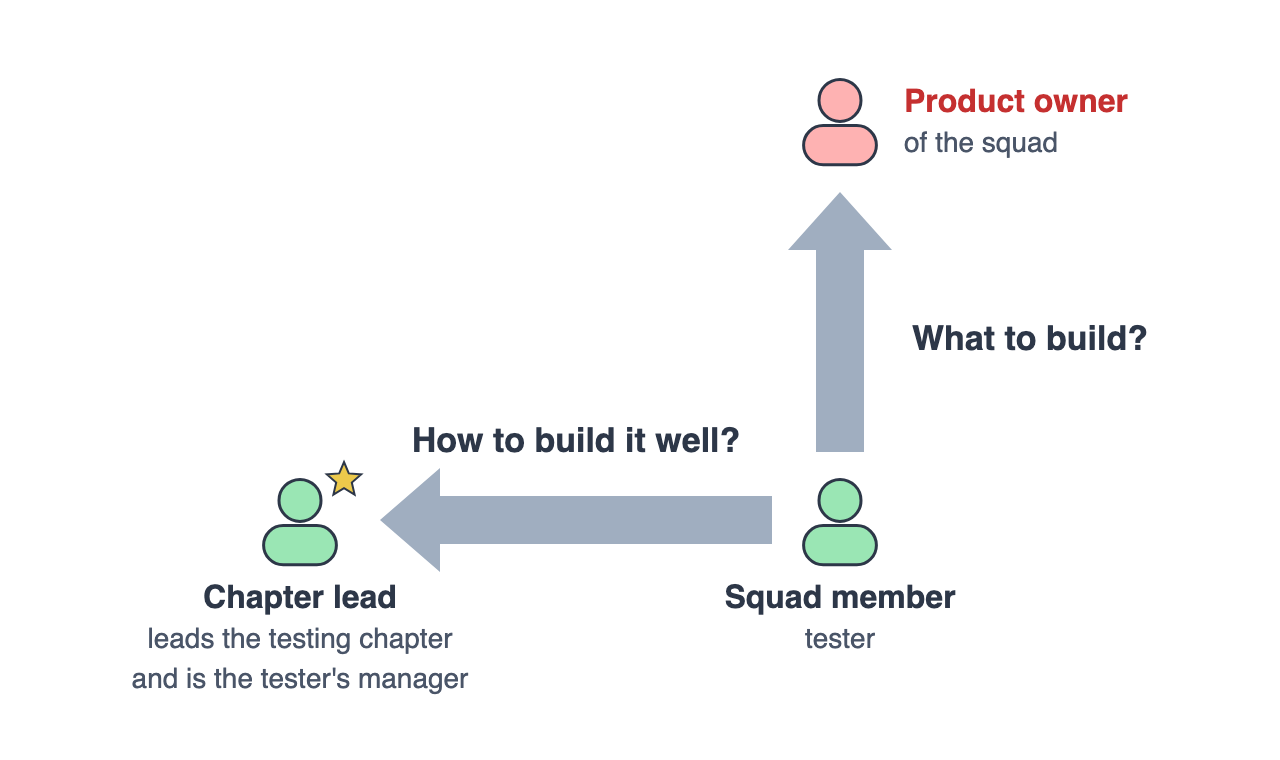 Product owner
of the squad
What to build?
How to build it well?
Chapter lead
leads the testing chapter
and is the tester's manager
Squad member
tester